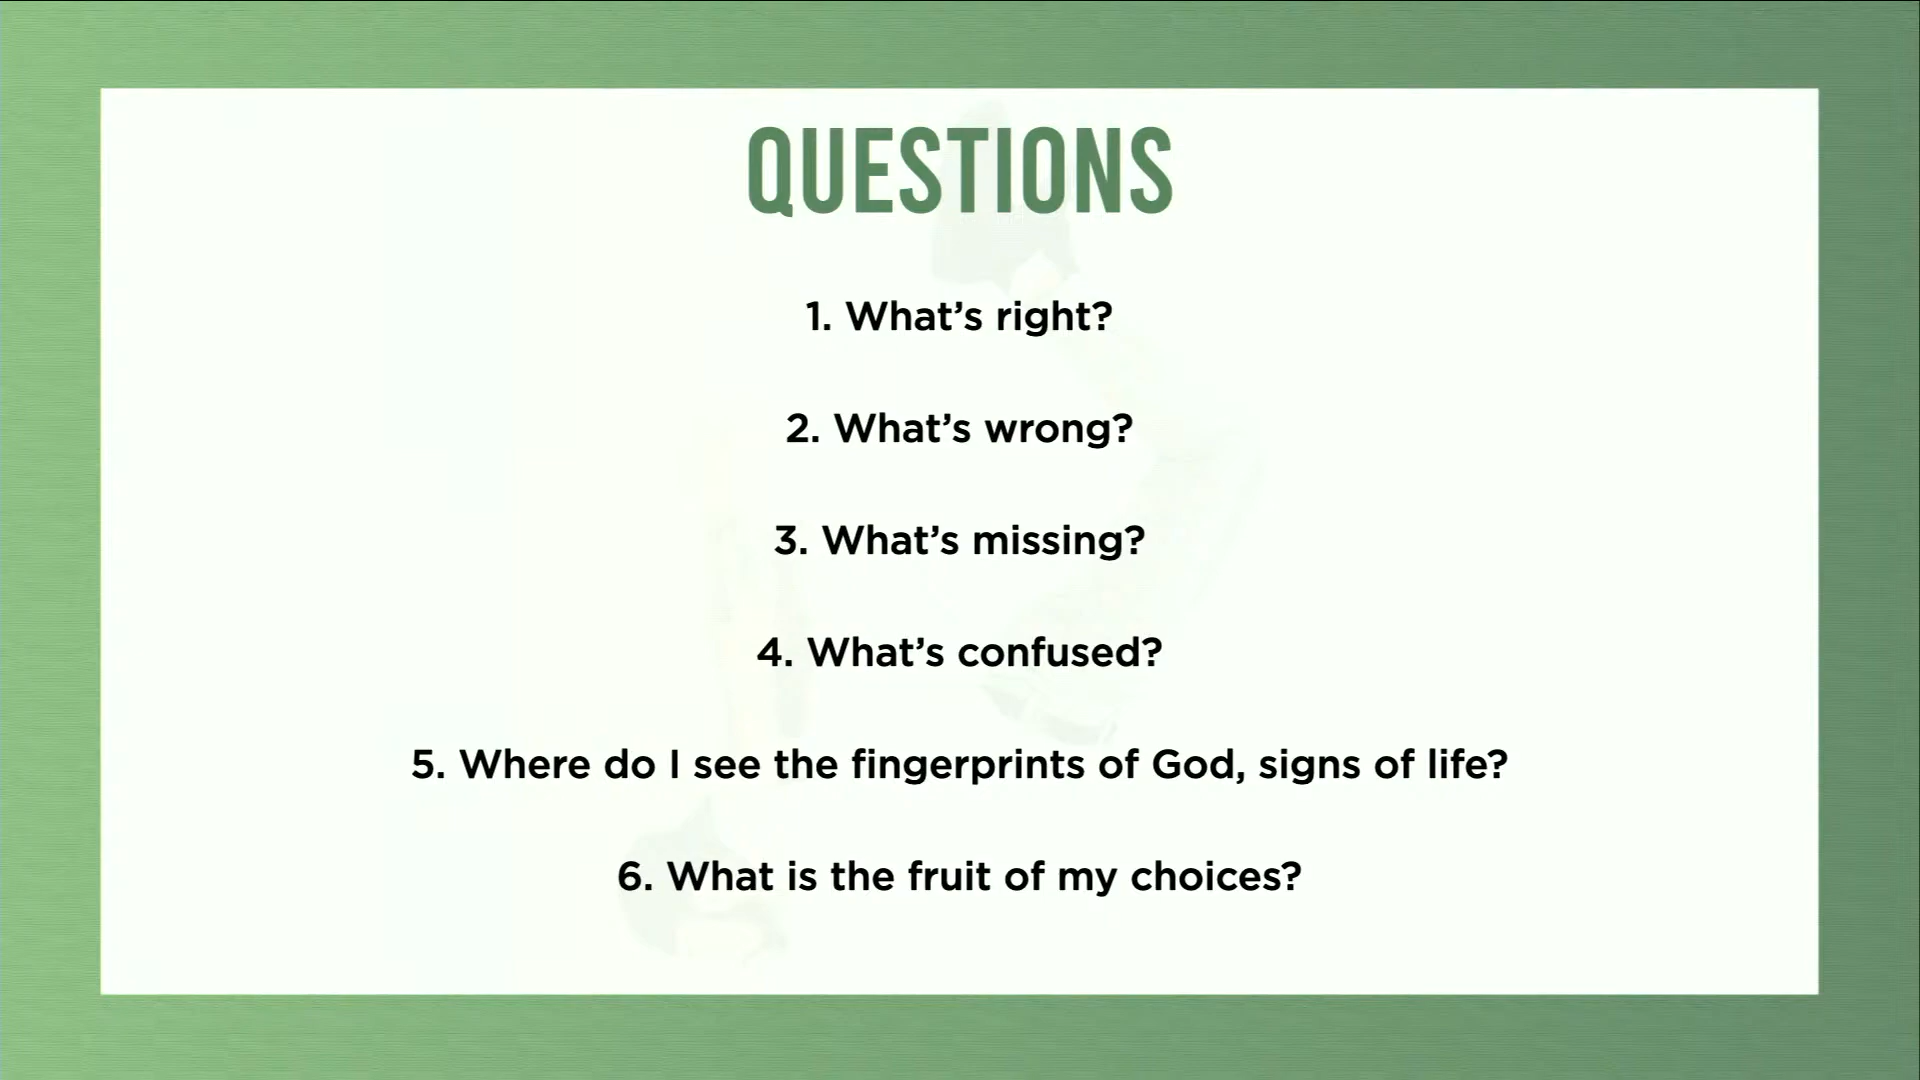 QUESTIONS
1. What’s right?
2. What’s wrong?
3. What’s missing?
4. What’s confused?
5. Where do I see the fingerprints of God, signs of life?
6. What is the fruit of my choices?